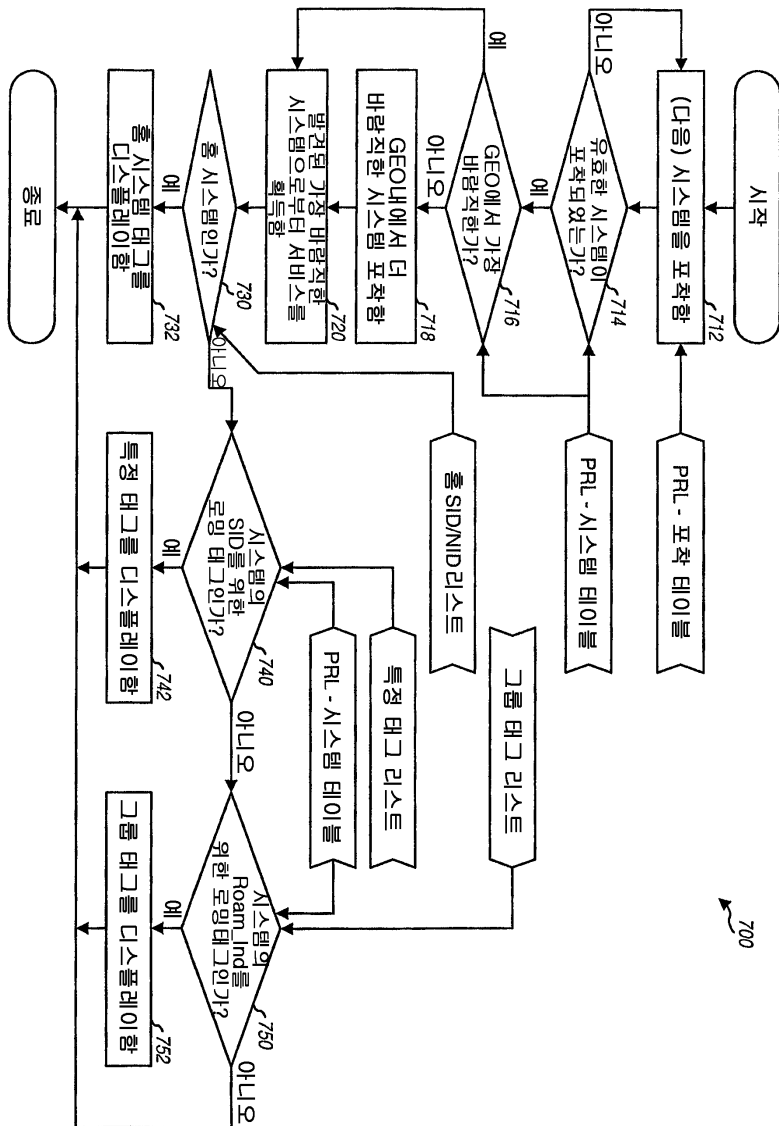 700
시작
(다음) 시스템을 포착함
712
PRL - 포착 테이블
유효한 시스템이
포착되었는가?
714
아니오
예
PRL - 시스템 테이블
GEO에서 가장
바람직한가?
716
예
아니오
GEO내에서 더
바람직한 시스템 포착함
718
발견된 가장 바람직한
시스템으로부터 서비스를
획득함
720
홈 SID/NID리스트
홈 시스템인가?
730
아니오
예
홈 시스템 태그를
디스플레이함
732
종료
그룹 태그 리스트
특정 태그 리스트
PRL - 시스템 테이블
시스템의
SID를 위한
로밍 태그인가?
740
아니오
예
특정 태그를 디스플레이함
742
시스템의
Roam_Ind를
위한 로밍태그인가?
750
아니오
예
그룹 태그를 디스플레이함
752